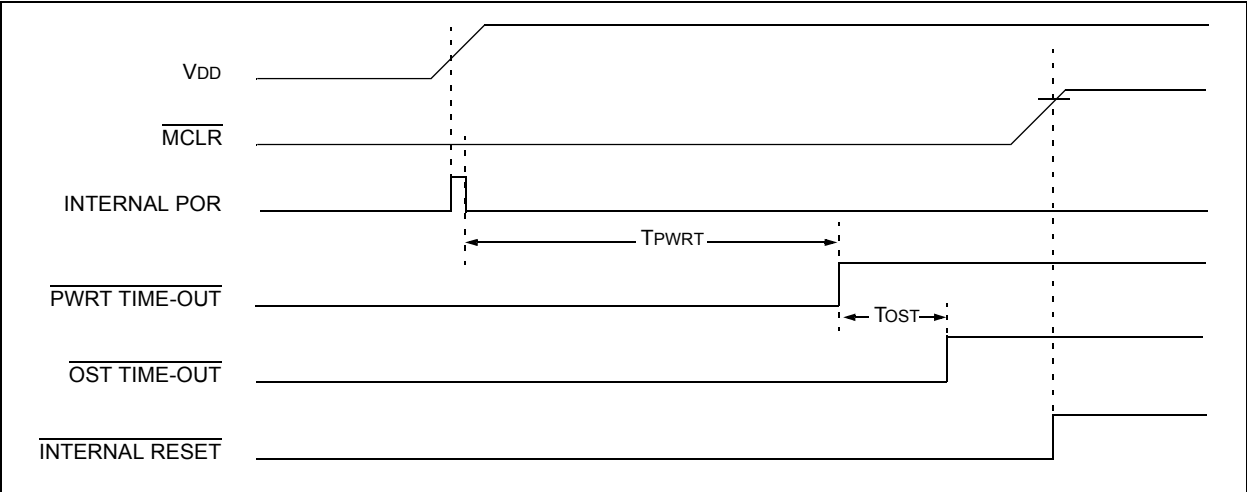 VDD
MCLR
INTERNAL POR
TPWRT
PWRT TIME-OUT
TOST
OST TIME-OUT
INTERNAL RESET